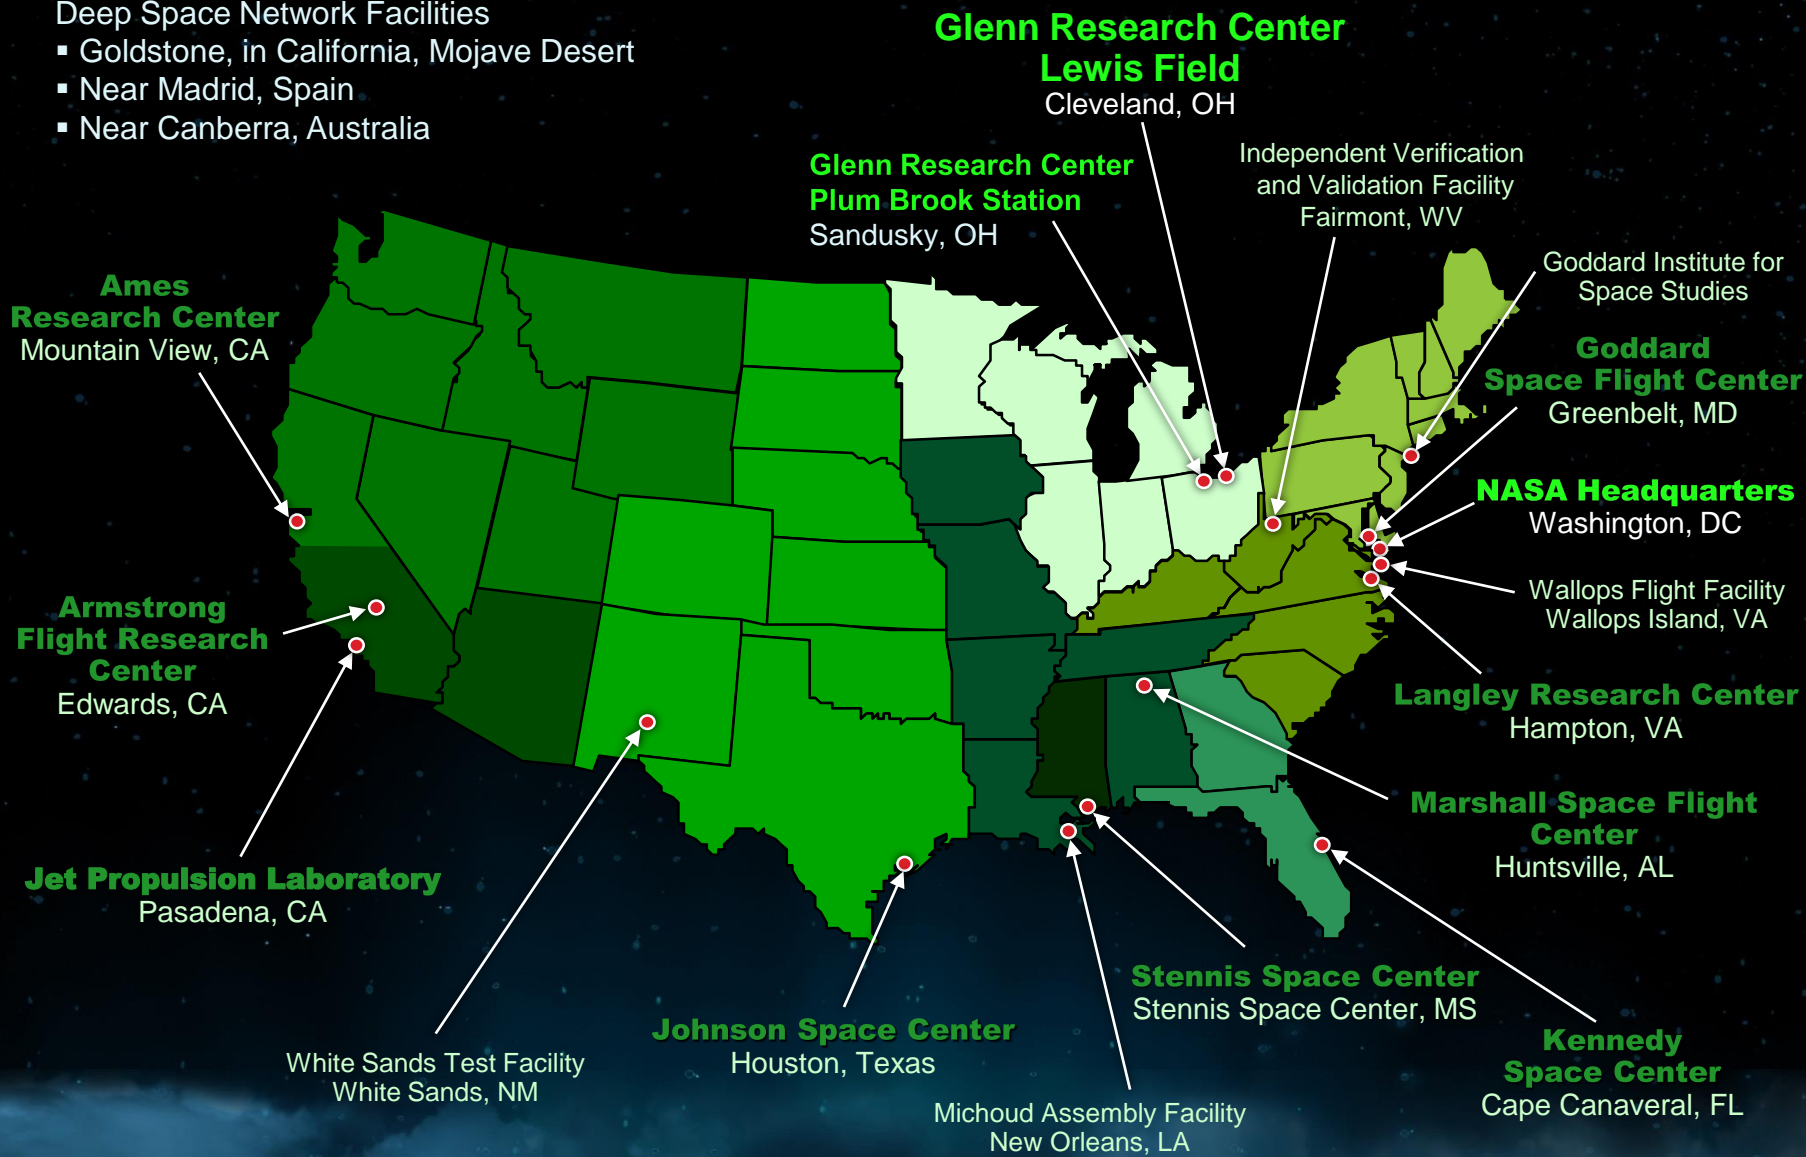 Deep Space Network Facilities
▪ Goldstone, in California, Mojave Desert
▪ Near Madrid, Spain
▪ Near Canberra, Australia
Glenn Research Center
Lewis Field
Cleveland, OH
Glenn Research Center
Plum Brook Station
Sandusky, OH
Independent Verification
and Validation Facility
Fairmont, WV
Goddard Institute for
Space Studies
Ames
Research Center
Mountain View, CA
Goddard
Space Flight Center
Greenbelt, MD
NASA Headquarters
Washington, DC
Wallops Flight Facility
Wallops Island, VA
Armstrong
Flight Research
Center
Edwards, CA
Langley Research Center
Hampton, VA
Marshall Space Flight
Center
Huntsville, AL
Jet Propulsion Laboratory
Pasadena, CA
Stennis Space Center
Stennis Space Center, MS
Johnson Space Center
Houston, Texas
Kennedy
Space Center
Cape Canaveral, FL
White Sands Test Facility
White Sands, NM
Michoud Assembly Facility
New Orleans, LA